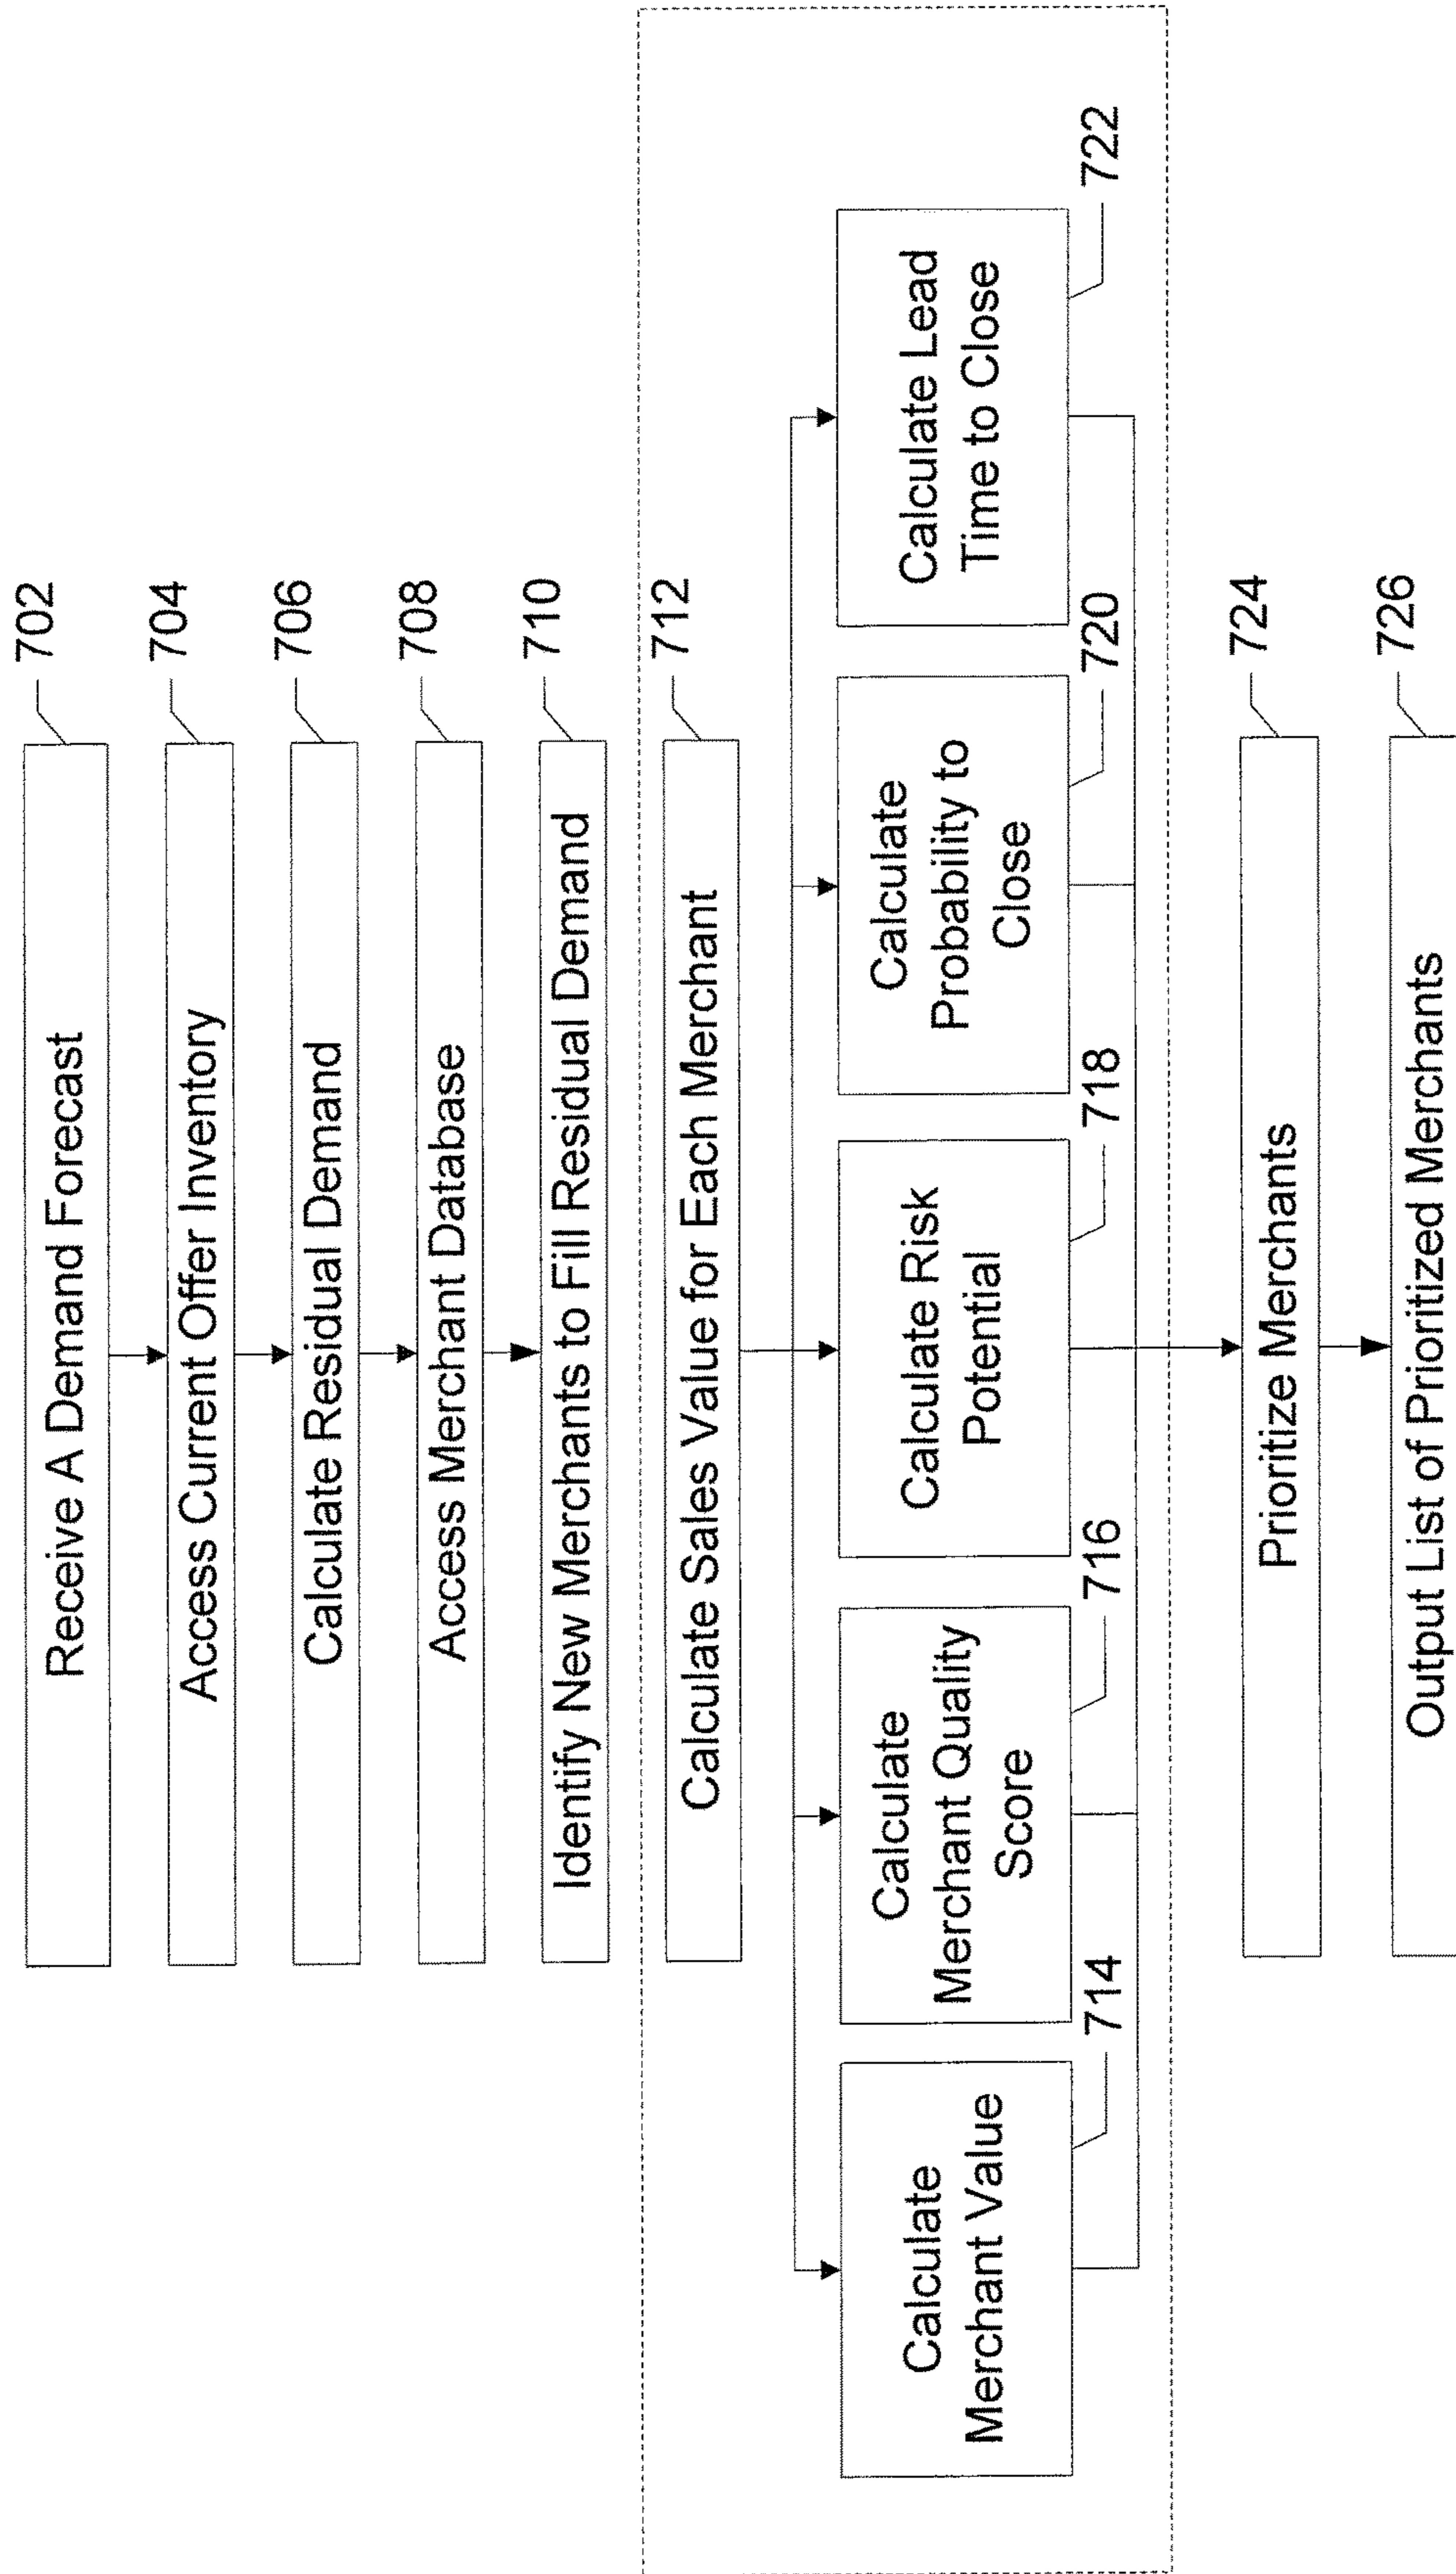 Receive A Demand Forecast
702
Access Current Offer Inventory
704
Calculate Residual Demand
706
Access Merchant Database
708
Identify New Merchants to Fill Residual Demand
710
Calculate Sales Value for Each Merchant
712
Calculate
Merchant Value
714
Calculate
Merchant Quality
Score
716
Calculate Risk
Potential
718
Calculate
Probability to
Close
720
Calculate Lead
Time to Close
722
Prioritize Merchants
724
Output List of Prioritized Merchants
726